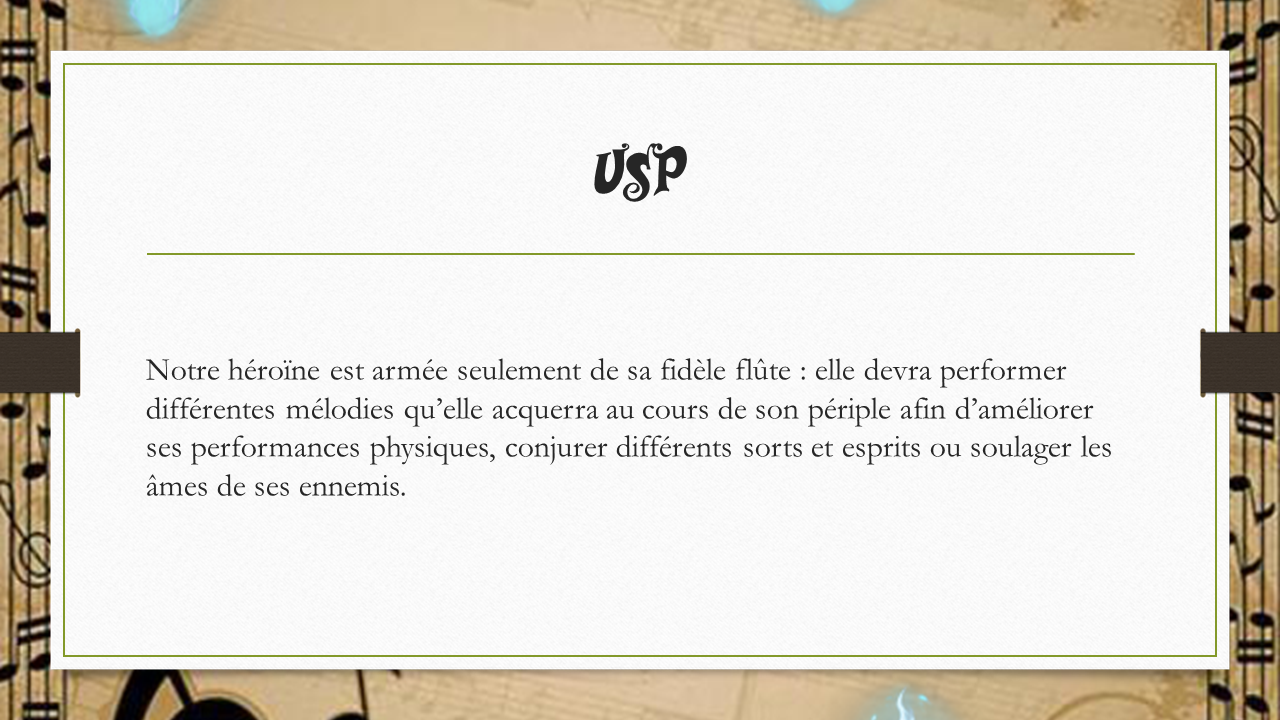 USP
Notre héroïne est armée seulement de sa fidèle flûte : elle devra performer
différentes mélodies qu’elle acquerra au cours de son périple afin d’améliorer
ses performances physiques, conjurer différents sorts et esprits ou soulager les
âmes de ses ennemis.